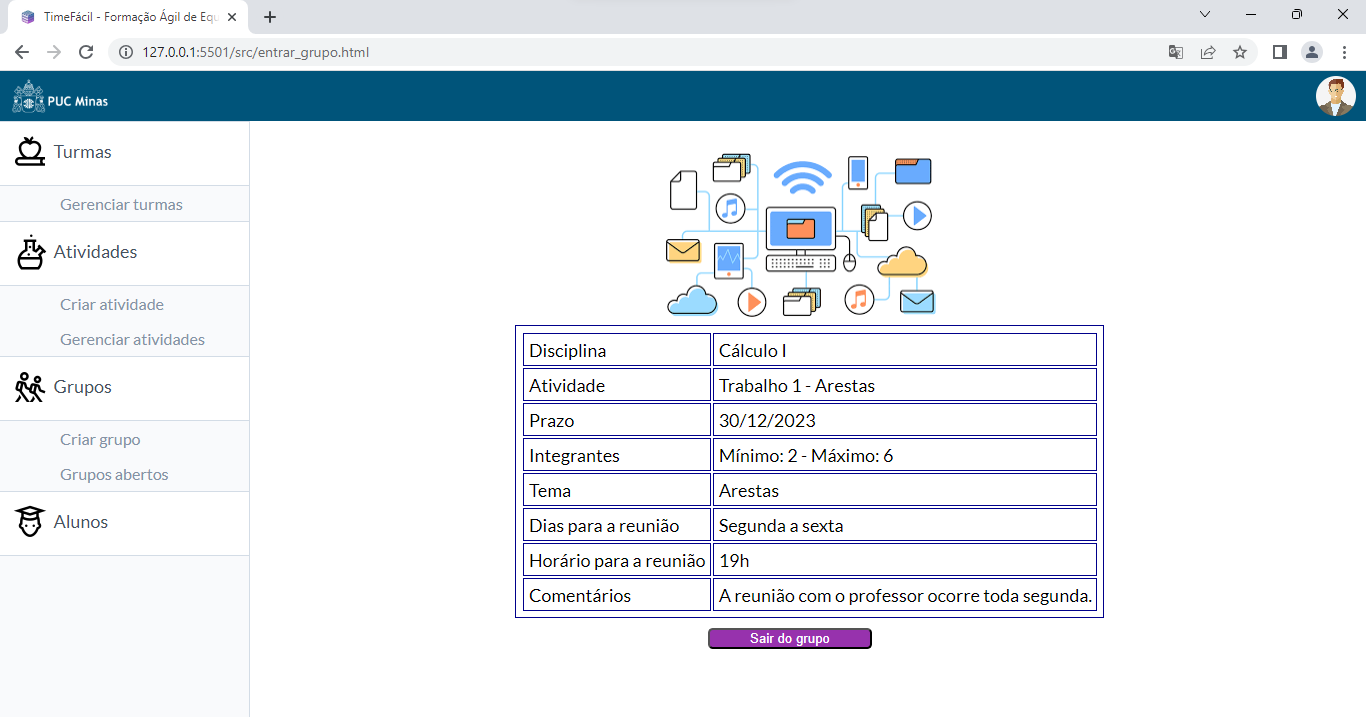 TimeFácil - Formação Ágil de Equ
127.0.0.1:5501/src/entrar_grupo.html
PUC Minas
Turmas
Gerenciar turmas
Atividades
Criar atividade
Gerenciar atividades
Grupos
Criar grupo
Grupos abertos
Alunos
Disciplina Cálculo I
Atividade Trabalho 1 - Arestas
Prazo 30/12/2023
Integrantes Mínimo: 2 - Máximo: 6
Tema Arestas
Dias para a reunião Segunda a sexta
Horário para a reunião 19h
Comentários A reunião com o professor ocorre toda segunda.
Sair do grupo